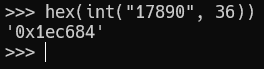 >>> hex(int("17890", 36))
'0x1ec684'
>>>